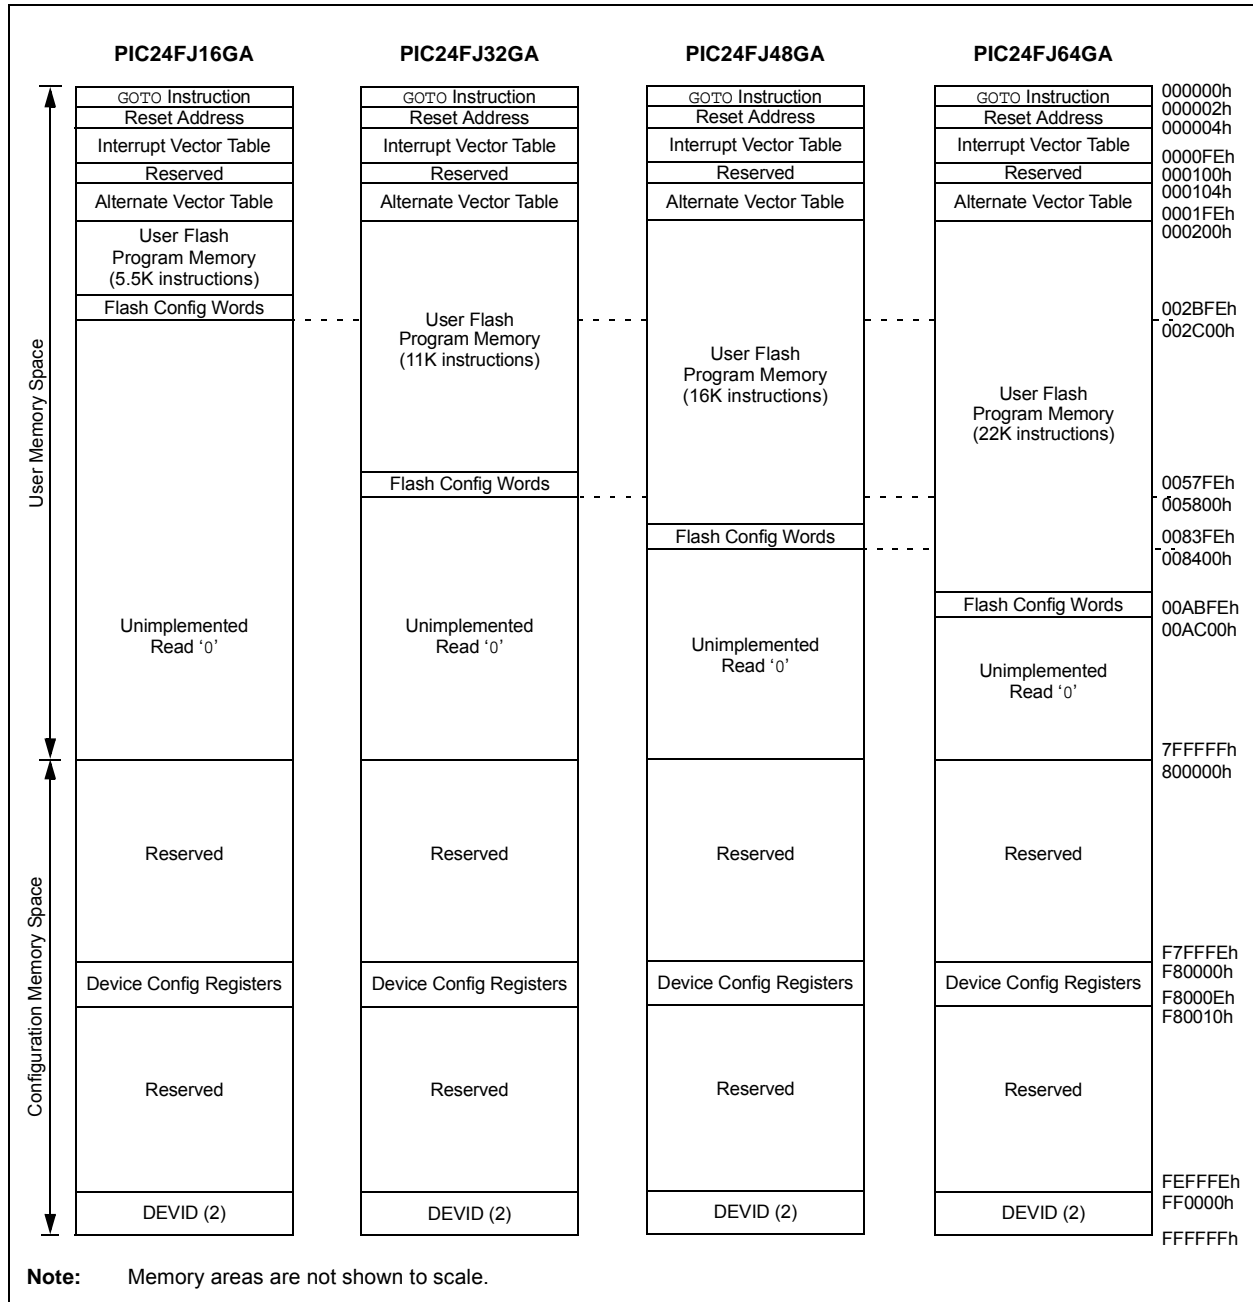 PIC24FJ16GA PIC24FJ32GA PIC24FJ48GA PIC24FJ64GA
GOTO Instruction GOTO Instruction GOTO Instruction GOTO Instruction 000000h
Reset Address Reset Address Reset Address Reset Address 000002h
000004h
Interrupt Vector Table Interrupt Vector Table Interrupt Vector Table Interrupt Vector Table
0000FEh
Reserved Reserved Reserved Reserved 000100h
000104h
Alternate Vector Table Alternate Vector Table Alternate Vector Table Alternate Vector Table
0001FEh
000200h
User Flash
Program Memory
(5.5K instructions)
Flash Config Words 002BFEh
002C00h
User Flash
Program Memory
(11K instructions)
User Flash
Program Memory
(16K instructions)
User Flash
Program Memory
(22K instructions)
User Memory Space
Flash Config Words 0057FEh
005800h
Flash Config Words 0083FEh
008400h
Flash Config Words 00ABFEh
00AC00h
Unimplemented Unimplemented Unimplemented Unimplemented
Read ‘0’ Read ‘0’ Read ‘0’ Read ‘0’
7FFFFFh
800000h
Reserved Reserved Reserved Reserved
Configuration Memory Space
F7FFFEh
F80000h
Device Config Registers Device Config Registers Device Config Registers Device Config Registers
F8000Eh
F80010h
Reserved Reserved Reserved Reserved
FEFFFEh
FF0000h
DEVID (2) DEVID (2) DEVID (2) DEVID (2)
FFFFFFh
Note: Memory areas are not shown to scale.